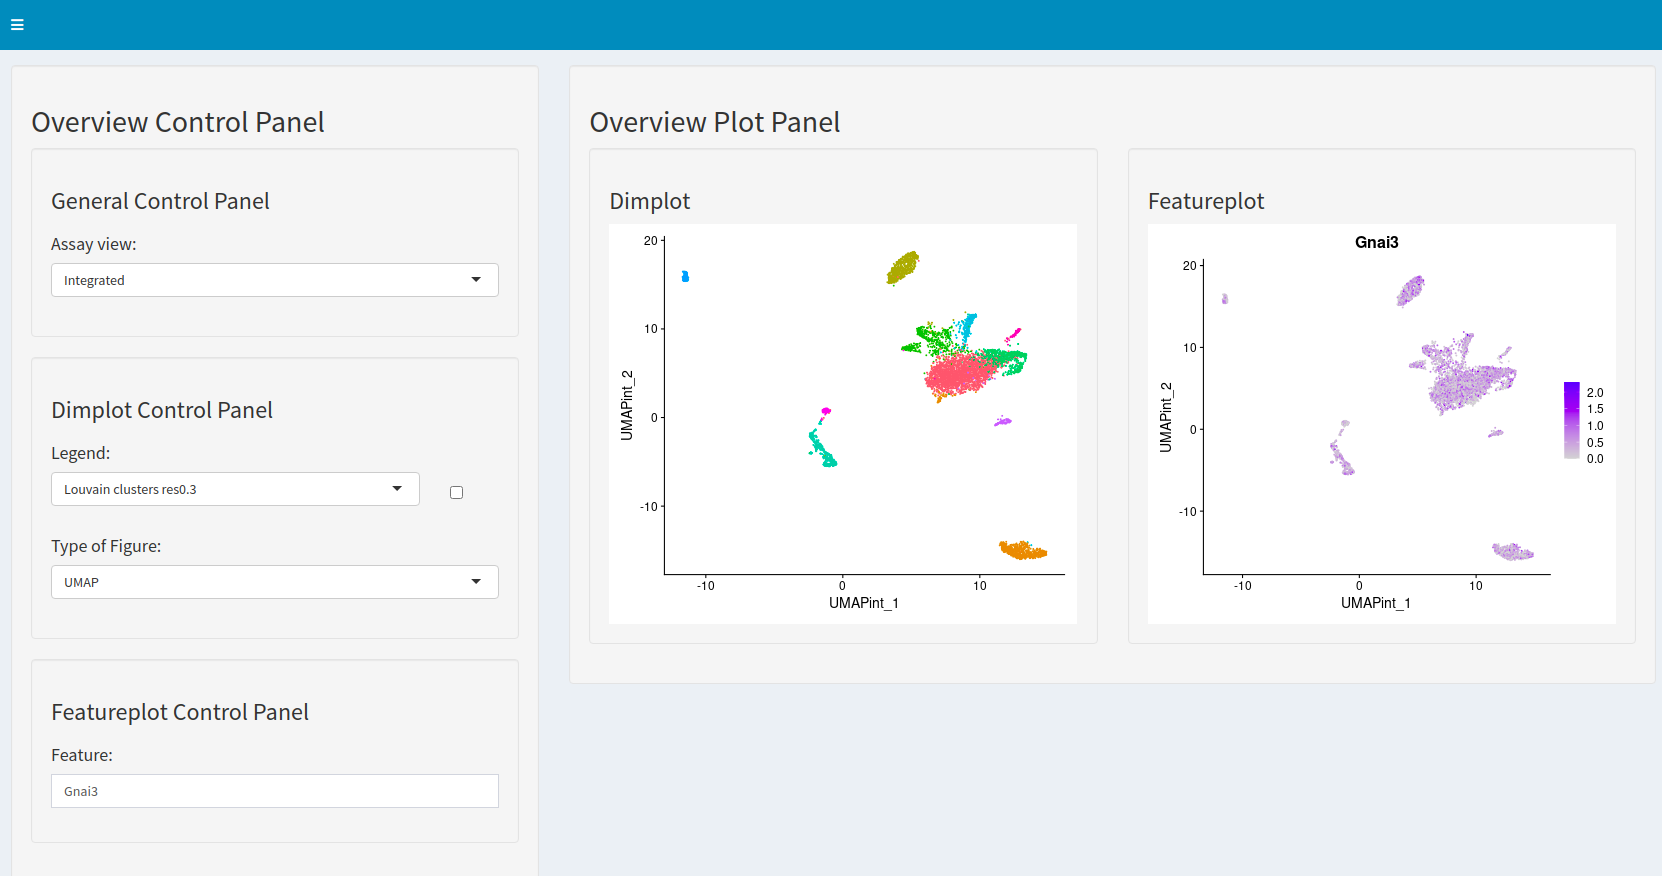 Overview Control Panel
General Control Panel
Assay view:
Integrated
Dimplot Control Panel
Legend:
Louvain clusters res0.3
Type of Figure:
UMAP
Featureplot Control Panel
Feature:
Gnai3
Overview Plot Panel
Dimplot
20
10
0
-10
UMAPint_2
-10 0 10
UMAPint_1
Featureplot
Gnai3
20
10
0
-10
UMAPint_2
-10 0 10
UMAPint_1
2.0
1.5
1.0
0.5
0.0